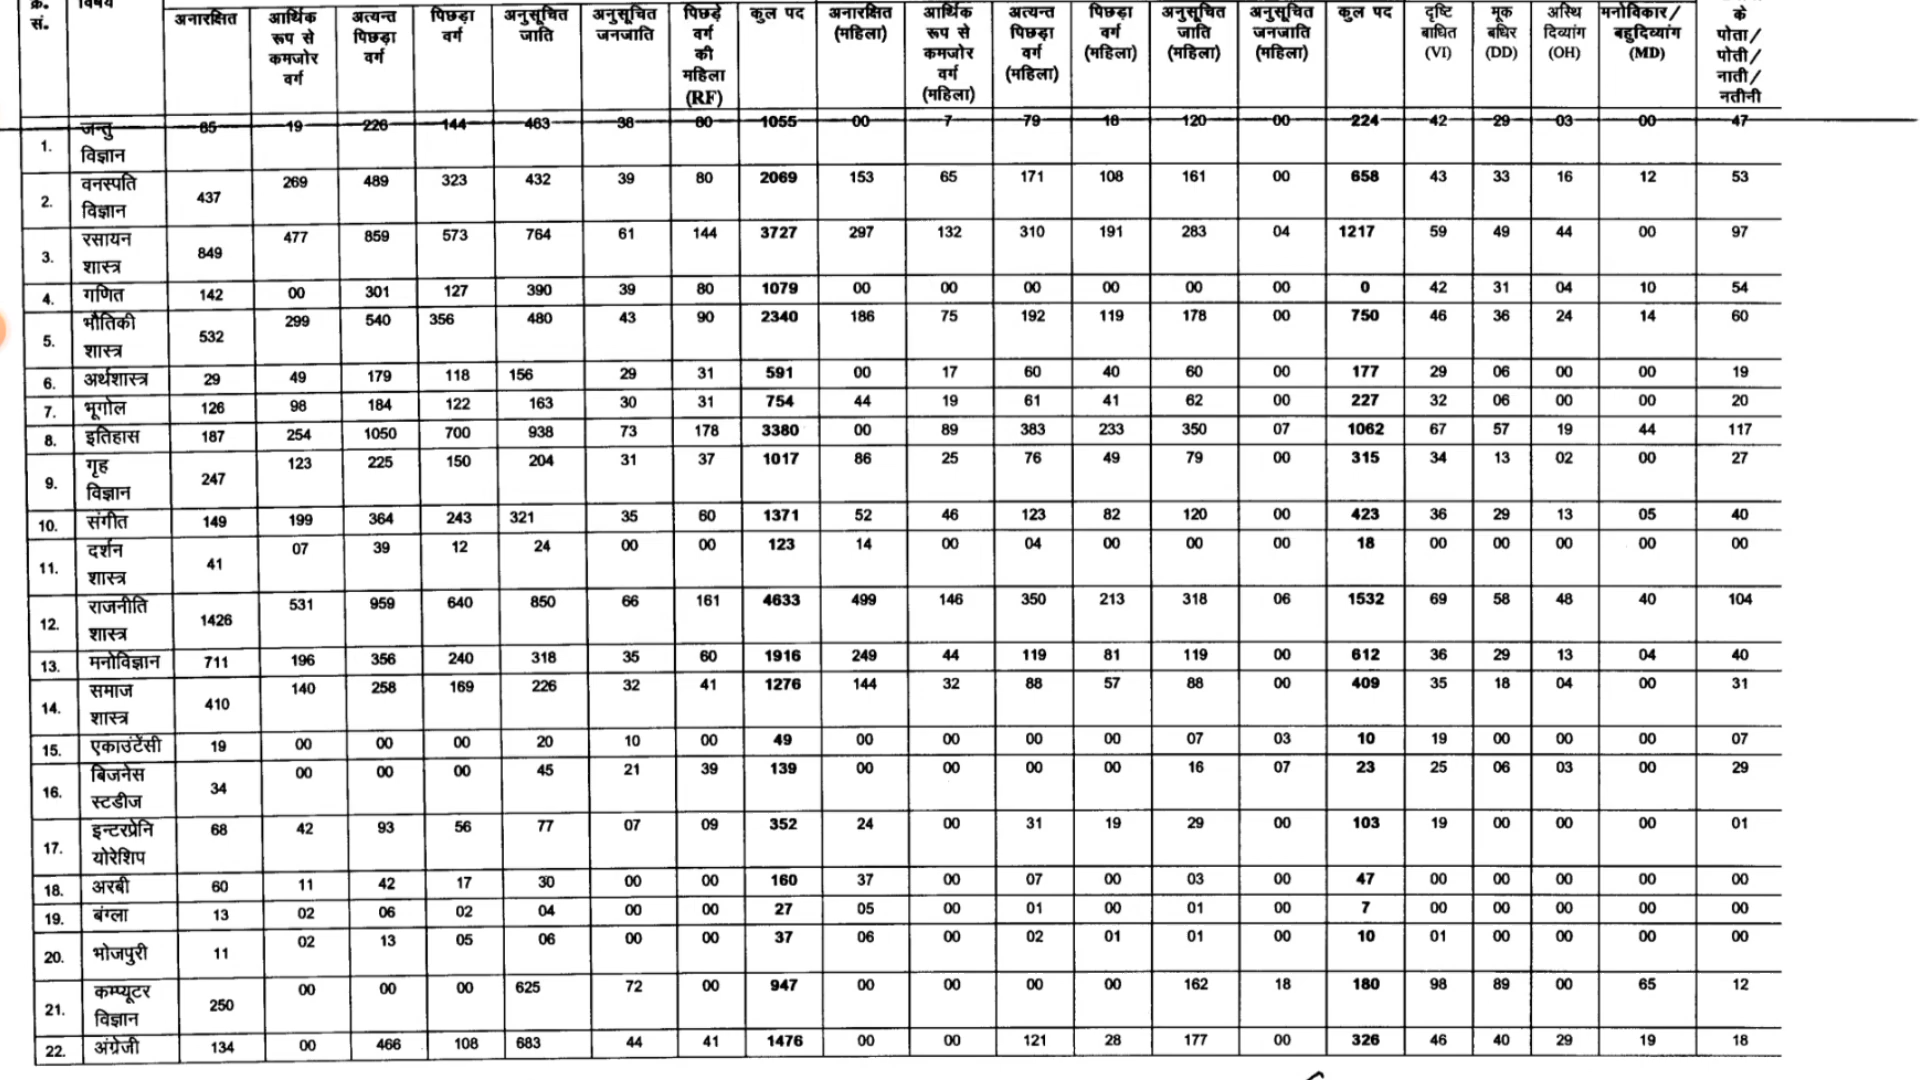 क्र. सं. विषय
अनारक्षित आर्थिक रूप से कमजोर वर्ग अत्यन्त पिछड़ा वर्ग पिछड़ा वर्ग अनुसूचित जाति अनुसूचित जनजाति पिछड़े वर्ग की महिला (RF) कुल पद अनारक्षित (महिला) आर्थिक रूप से कमजोर वर्ग (महिला) अत्यन्त पिछड़ा वर्ग (महिला) पिछड़ा वर्ग (महिला) अनुसूचित जाति (महिला) अनुसूचित जनजाति (महिला) कुल पद दृष्टि बाधित (VI) मूक बधिर (DD) अस्थि दिव्यांग (OH) मनोविकार/ बहुदिव्यांग (MD) के पोता/ पोती/ नाती/ नतीनी
1. जन्तु विज्ञान 85 19 226 144 463 38 80 1055 00 7 79 18 120 00 224 42 29 03 00 47
2. वनस्पति विज्ञान 437 269 489 323 432 39 80 2069 153 65 171 108 161 00 658 43 33 16 12 53
3. रसायन शास्त्र 849 477 859 573 764 61 144 3727 297 132 310 191 283 04 1217 59 49 44 00 97
4. गणित 142 00 301 127 390 39 80 1079 00 00 00 00 00 00 0 42 31 04 10 54
5. भौतिकी शास्त्र 532 299 540 356 480 43 90 2340 186 75 192 119 178 00 750 46 36 24 14 60
6. अर्थशास्त्र 29 49 179 118 156 29 31 591 00 17 60 40 60 00 177 29 06 00 00 19
7. भूगोल 126 98 184 122 163 30 31 754 44 19 61 41 62 00 227 32 06 00 00 20
8. इतिहास 187 254 1050 700 938 73 178 3380 00 89 383 233 350 07 1062 67 57 19 44 117
9. गृह विज्ञान 247 123 225 150 204 31 37 1017 86 25 76 49 79 00 315 34 13 02 00 27
10. संगीत 149 199 364 243 321 35 60 1371 52 46 123 82 120 00 423 36 29 13 05 40
11. दर्शन शास्त्र 41 07 39 12 24 00 00 123 14 00 04 00 00 00 18 00 00 00 00 00
12. राजनीति शास्त्र 1426 531 959 640 850 66 161 4633 499 146 350 213 318 06 1532 69 58 48 40 104
13. मनोविज्ञान 711 196 356 240 318 35 60 1916 249 44 119 81 119 00 612 36 29 13 04 40
14. समाज शास्त्र 410 140 258 169 226 32 41 1276 144 32 88 57 88 00 409 35 18 04 00 31
15. एकाउंटेंसी 19 00 00 00 20 10 00 49 00 00 00 00 07 03 10 19 00 00 00 07
16. बिजनेस स्टडीज 34 00 00 00 45 21 39 139 00 00 00 00 16 07 23 25 06 03 00 29
17. इन्टरप्रेनि योरेशिप 68 42 93 56 77 07 09 352 24 00 31 19 29 00 103 19 00 00 00 01
18. अरबी 60 11 42 17 30 00 00 160 37 00 07 00 03 00 47 00 00 00 00 00
19. बंग्ला 13 02 06 02 04 00 00 27 05 00 01 00 01 00 7 00 00 00 00 00
20. भोजपुरी 11 02 13 05 06 00 00 37 06 00 02 01 01 00 10 01 00 00 00 00
21. कम्प्यूटर विज्ञान 250 00 00 00 625 72 00 947 00 00 00 00 162 18 180 98 89 00 65 12
22. अंग्रेजी 134 00 466 108 683 44 41 1476 00 00 121 28 177 00 326 46 40 29 19 18